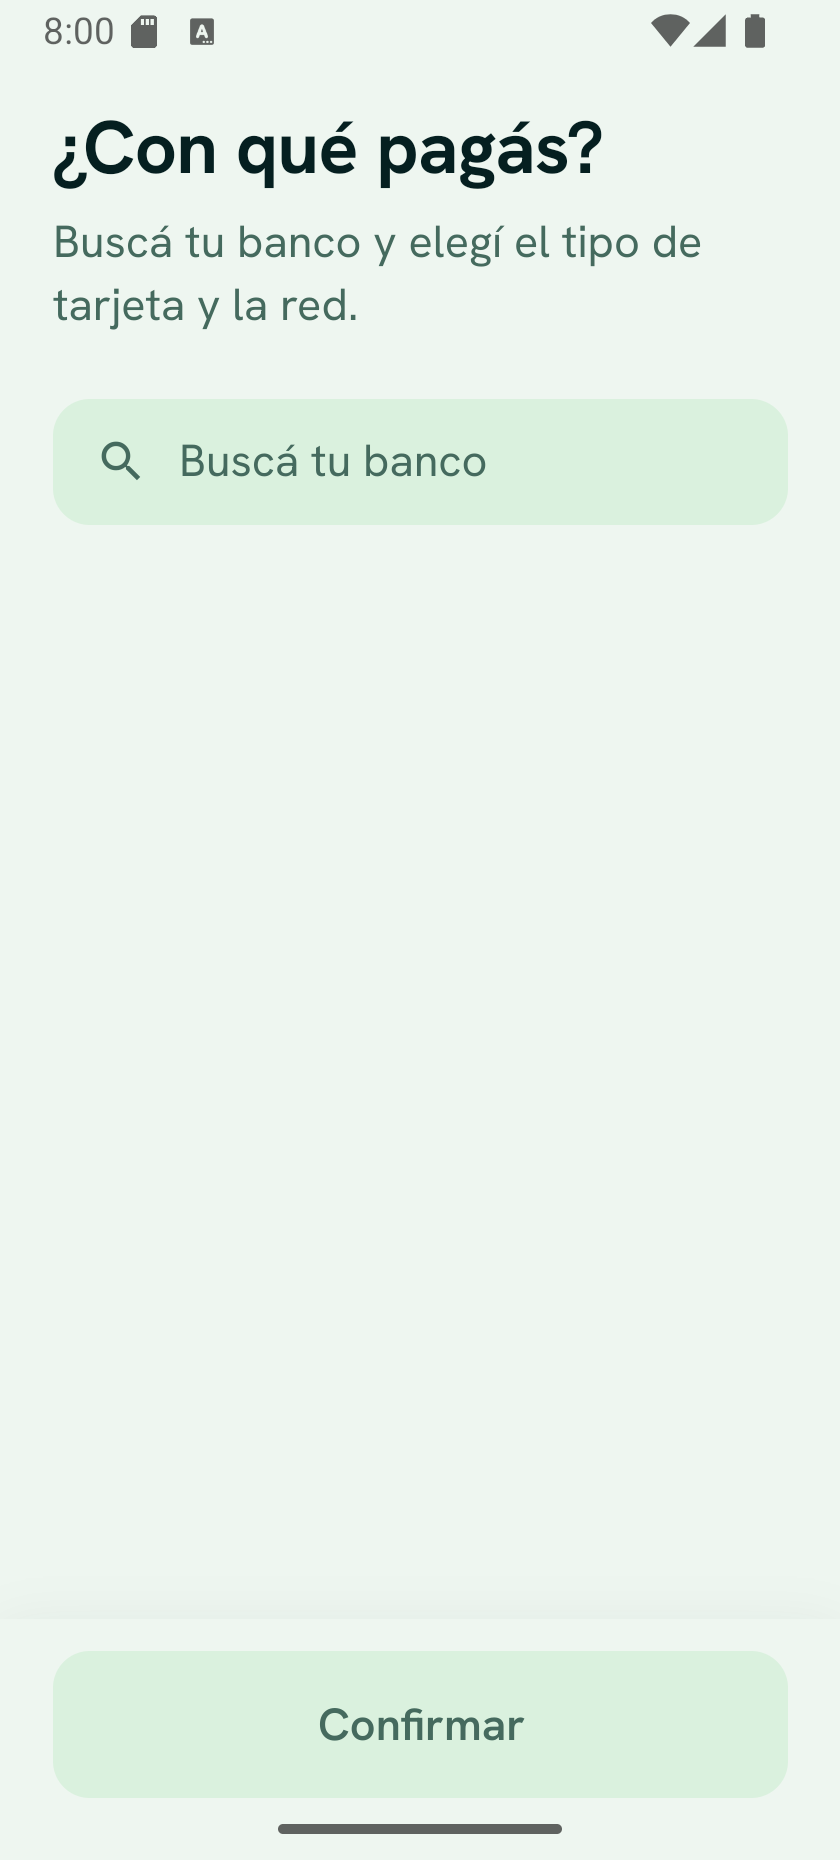 8:00
¿Con qué pagás?
Buscá tu banco y elegí el tipo de
tarjeta y la red.
Buscá tu banco
Confirmar